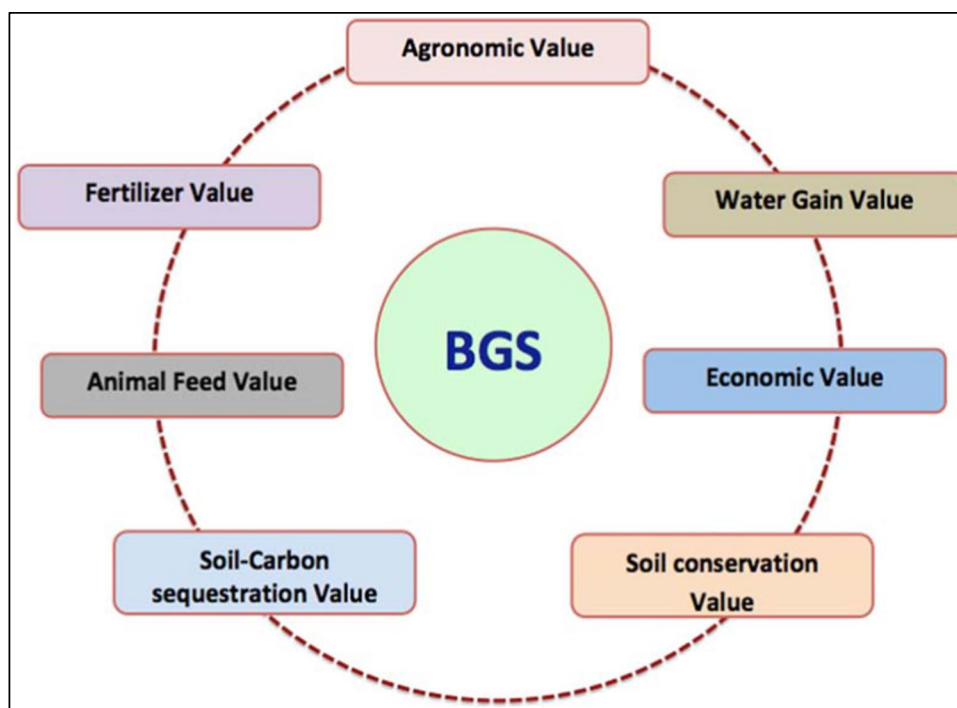 Agronomic Value
Fertilizer Value
Water Gain Value
BGS
Animal Feed Value
Economic Value
Soil-Carbon
sequestration Value
Soil conservation
Value